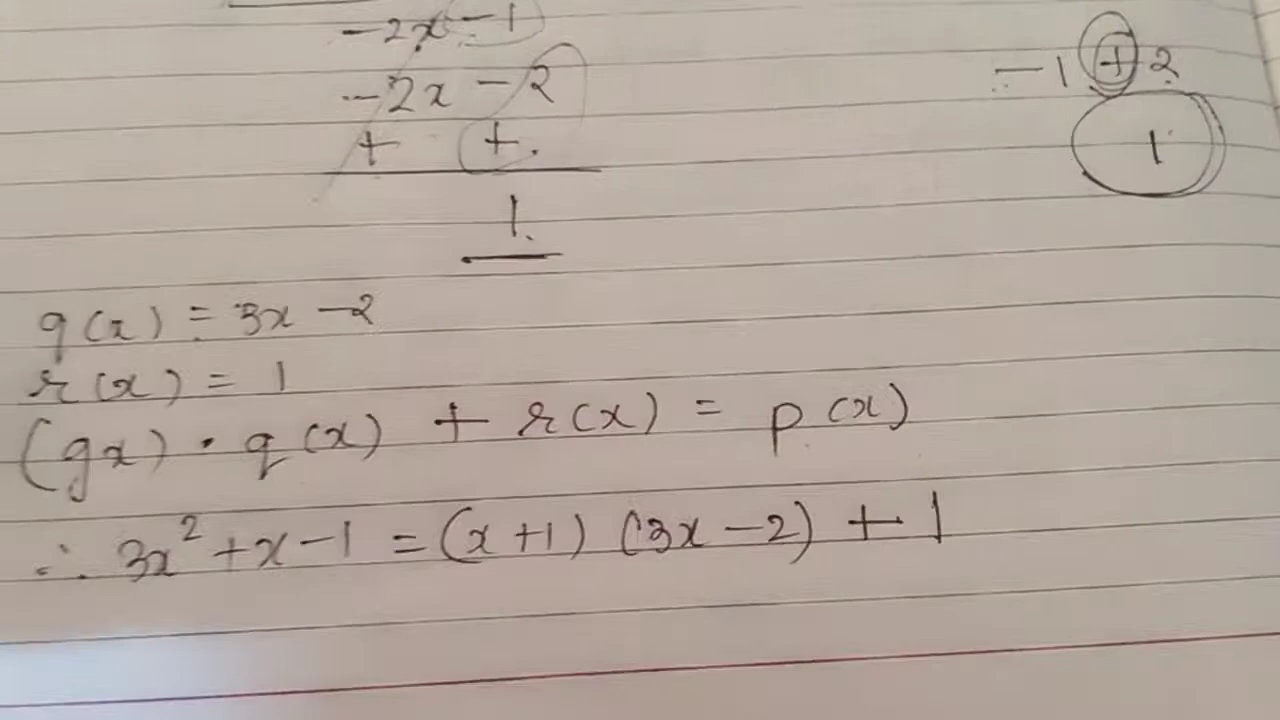 -2x - 1
-2x - 2
+ +.
1
-1 + 2
1
q(x) = 3x - 2
r(x) = 1
(gx) · q(x) + r(x) = p(x)
∴ 3x² + x - 1 = (x + 1) (3x - 2) + 1